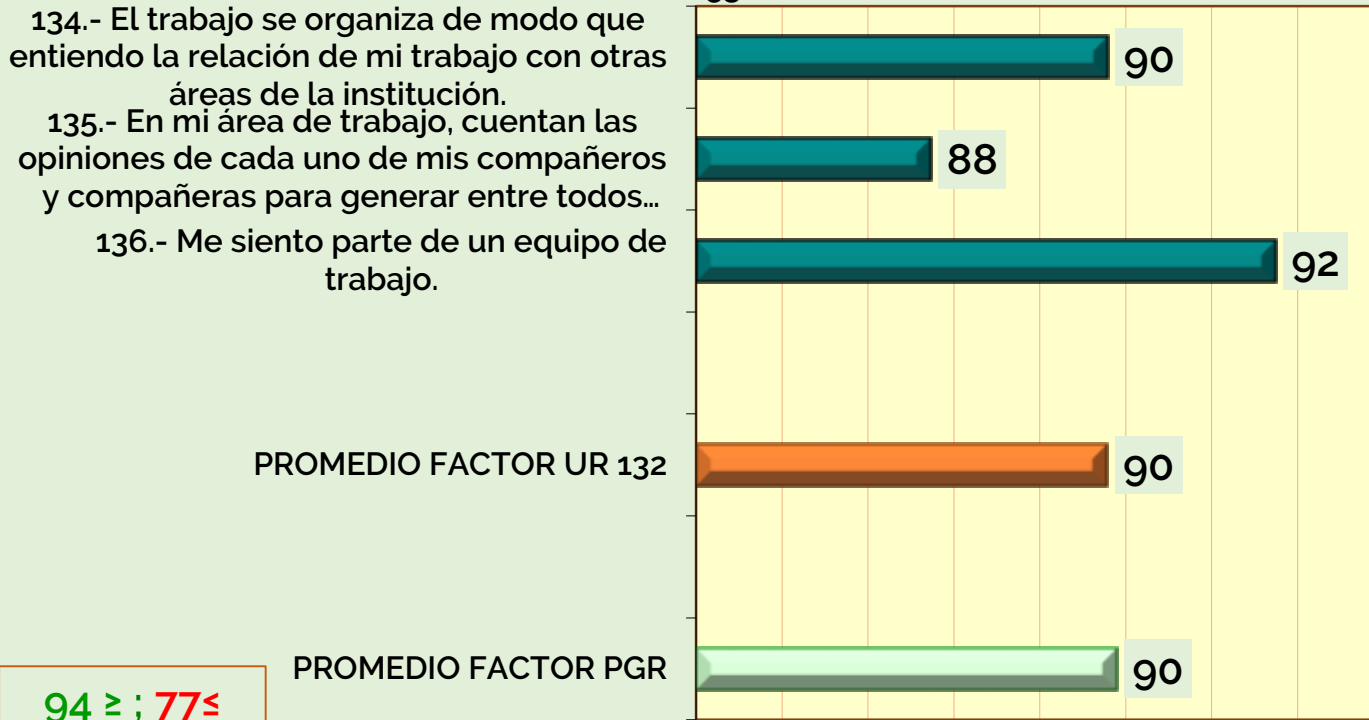 134.- El trabajo se organiza de modo que
entiendo la relación de mi trabajo con otras
áreas de la institución.
90
135.- En mi área de trabajo, cuentan las
opiniones de cada uno de mis compañeros
y compañeras para generar entre todos...
88
136.- Me siento parte de un equipo de
trabajo.
92
PROMEDIO FACTOR UR 132
90
PROMEDIO FACTOR PGR
90
94 ≥ ; 77≤